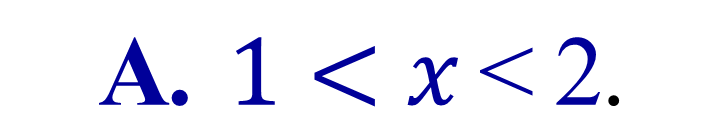 A. 1 < x < 2.